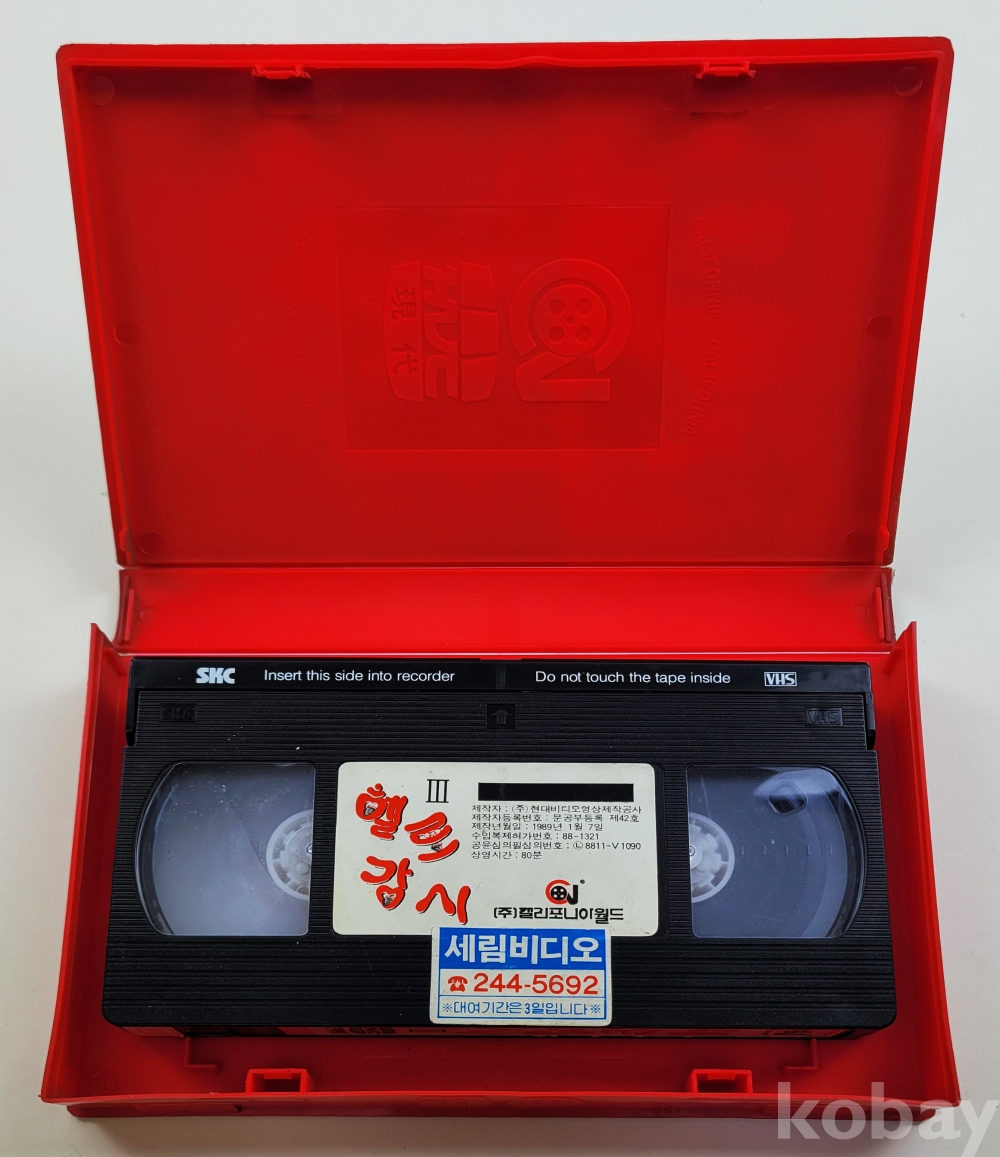 CALIFORNIA CALIFORNIA
HVC
現代
SKC Insert this side into recorder Do not touch the tape inside VHS
VHS
헬프 III
감시
제작자 : (주)현대비디오영상제작공사
제작자등록번호 : 문공부등록 제42호
제작년월일 : 1989년 1월 7일
수입복제허가번호 : 88-1321
공윤심의필심의번호 : Ⓛ8811-V1090
상영시간 : 80분
(주)캘리포니아월드
세림비디오
☎244-5692
※대여기간은3일입니다※
kobay